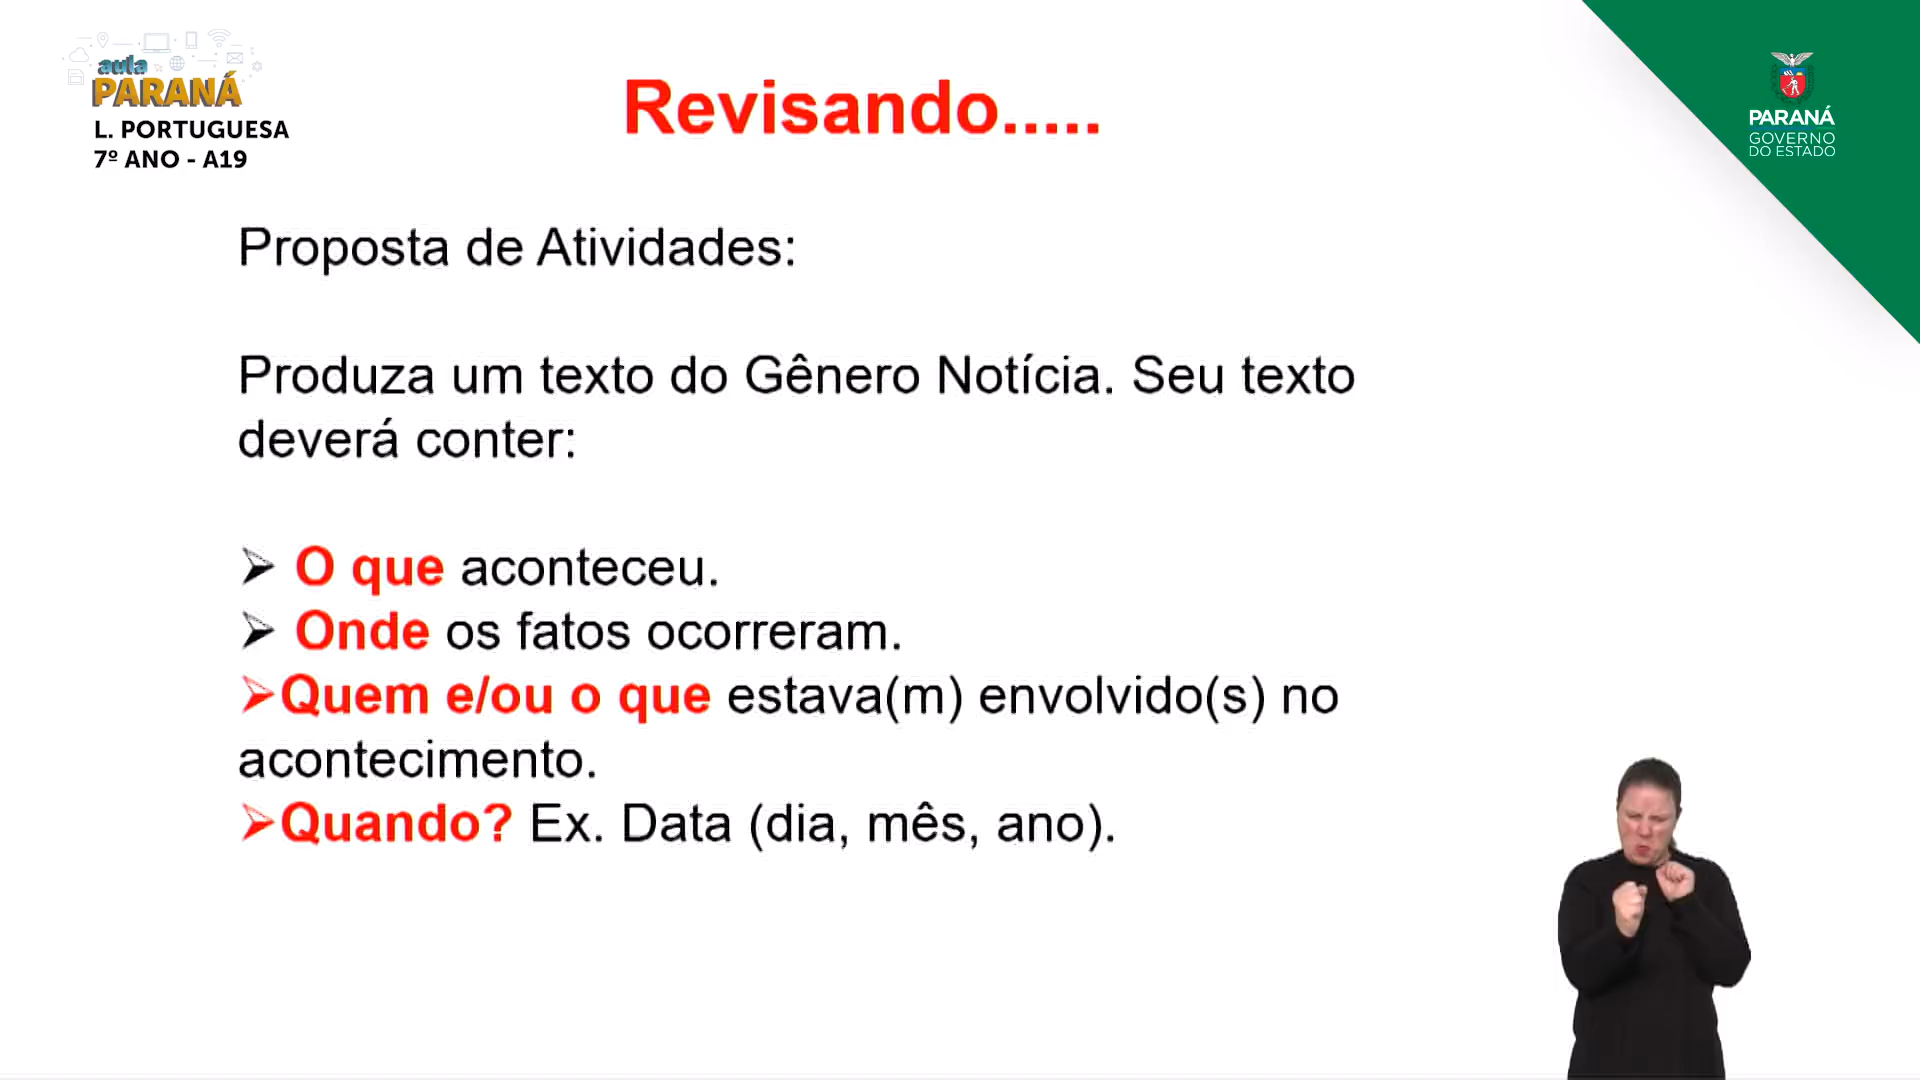 aula
PARANÁ
L. PORTUGUESA
7º ANO - A19
Revisando.....
PARANÁ
GOVERNO
DO ESTADO
Proposta de Atividades:
Produza um texto do Gênero Notícia. Seu texto
deverá conter:
➢ O que aconteceu.
➢ Onde os fatos ocorreram.
➢Quem e/ou o que estava(m) envolvido(s) no
acontecimento.
➢Quando? Ex. Data (dia, mês, ano).